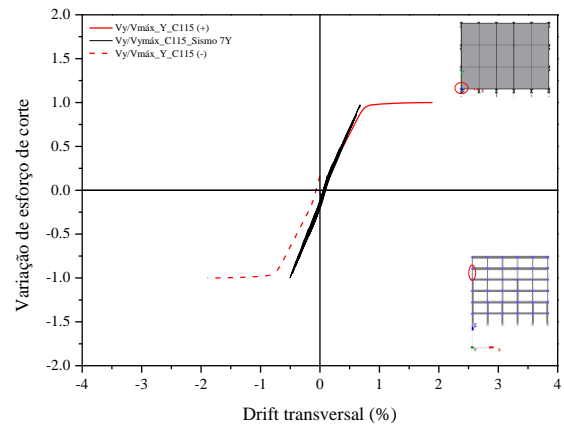 Vy/Vmáx_Y_C115 (+)
Vy/Vymáx_C115_Sismo 7Y
Vy/Vmáx_Y_C115 (-)
2.0
1.5
1.0
0.5
0.0
-0.5
-1.0
-1.5
-2.0
Variação de esforço de corte
-4 -3 -2 -1 0 1 2 3 4
Drift transversal (%)